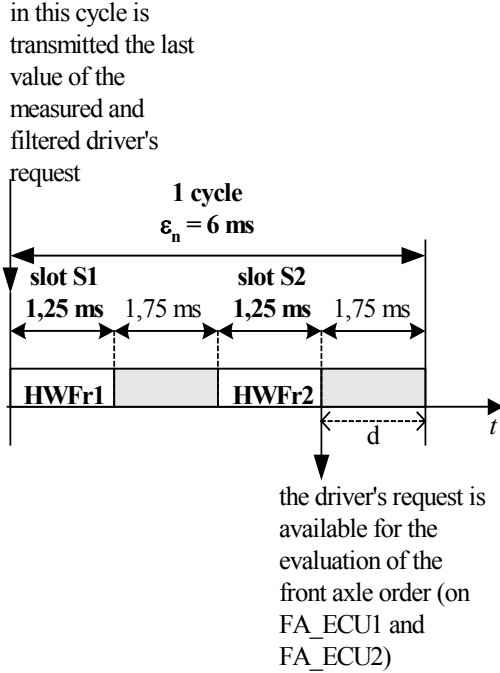 in this cycle is
transmitted the last
value of the
measured and
filtered driver's
request
1 cycle
εn = 6 ms
slot S1
slot S2
1,25 ms
1,75 ms
1,25 ms
1,75 ms
HWFr1
HWFr2
d
t
the driver's request is
available for the
evaluation of the
front axle order (on
FA_ECU1 and
FA_ECU2)